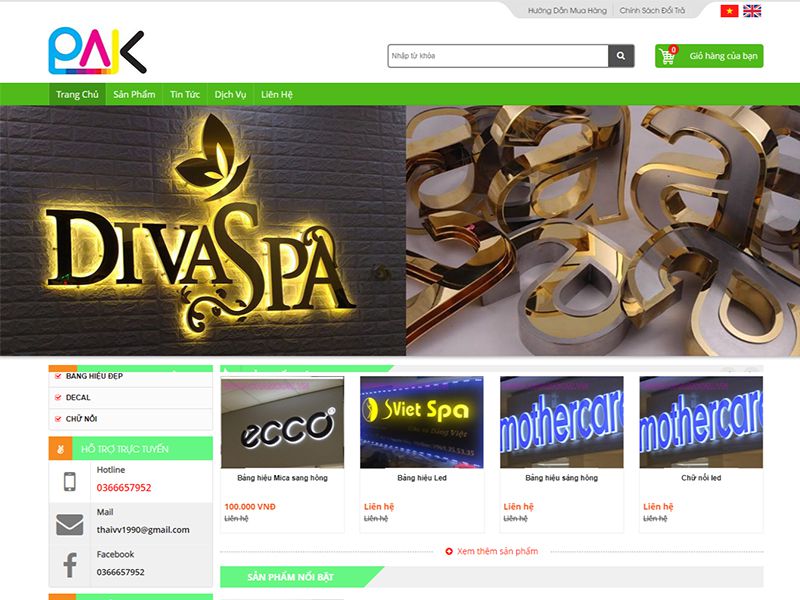 Hướng Dẫn Mua Hàng
Chính Sách Đổi Trả
PAK
Nhập từ khóa
0
Giỏ hàng của bạn
Trang Chủ
Sản Phẩm
Tin Tức
Dịch Vụ
Liên Hệ
DIVASPA
a a a
BẢNG HIỆU ĐẸP
DECAL
CHỮ NỔI
HỖ TRỢ TRỰC TUYẾN
Hotline
0366657952
Mail
thaivv1990@gmail.com
Facebook
0366657952
ecco
Bảng hiệu Mica sang hỏng
100.000 VNĐ
Liên hệ
Viet Spa
Bảng hiệu Led
Liên hệ
Liên hệ
mothercare
Bảng hiệu sảng hỏng
Liên hệ
Liên hệ
mothercare
Chữ nổi led
Liên hệ
Liên hệ
Xem thêm sản phẩm
SẢN PHẨM NỔI BẬT